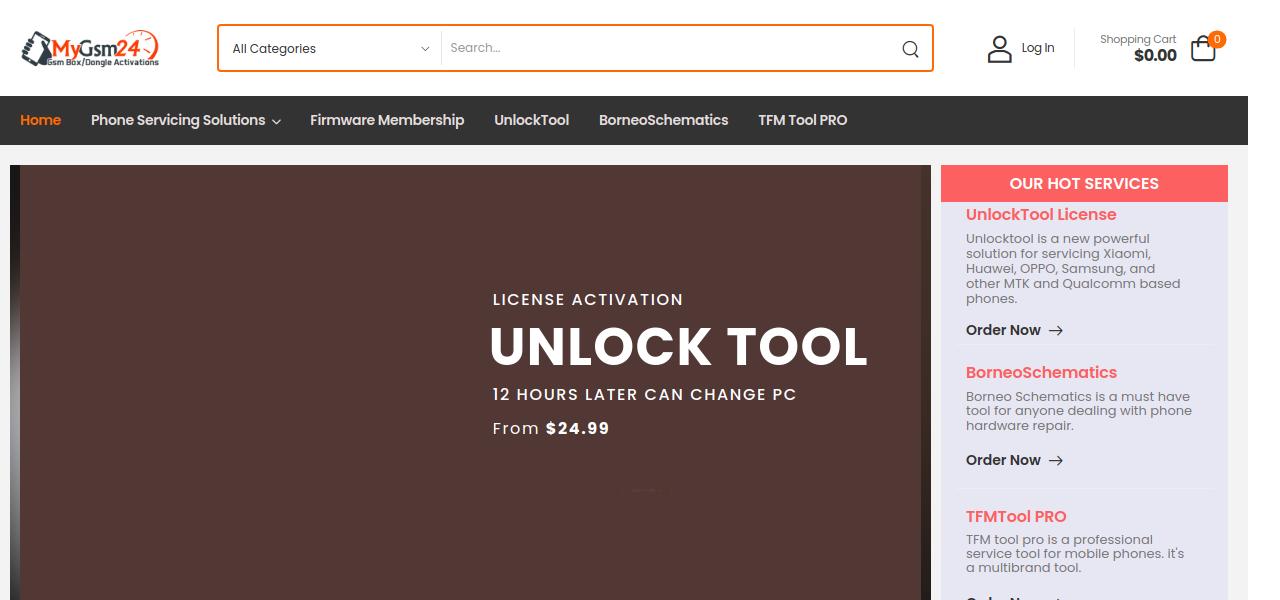 MyGsm24
Gsm Box/Dongle Activations
All Categories
Search...
Log In
Shopping Cart
$0.00
0
Home
Phone Servicing Solutions
Firmware Membership
UnlockTool
BorneoSchematics
TFM Tool PRO
LICENSE ACTIVATION
UNLOCK TOOL
12 HOURS LATER CAN CHANGE PC
From $24.99
OUR HOT SERVICES
UnlockTool License
Unlocktool is a new powerful
solution for servicing Xiaomi,
Huawei, OPPO, Samsung, and
other MTK and Qualcomm based
phones.
Order Now
BorneoSchematics
Borneo Schematics is a must have
tool for anyone dealing with phone
hardware repair.
Order Now
TFMTool PRO
TFM tool pro is a professional
service tool for mobile phones. it's
a multibrand tool.